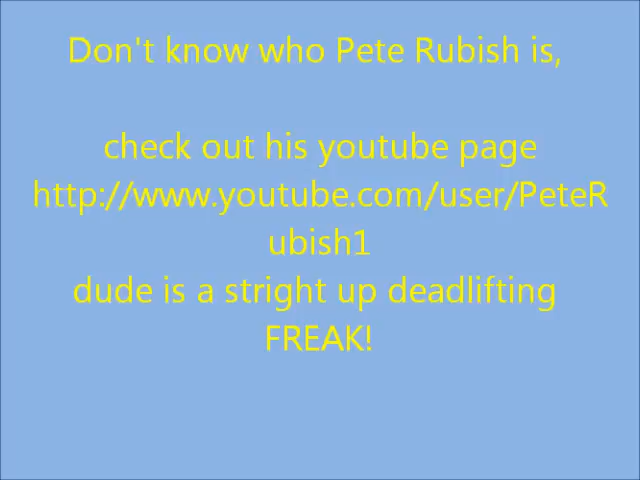 Don't know who Pete Rubish is,
check out his youtube page
http://www.youtube.com/user/PeteR
ubish1
dude is a stright up deadlifting
FREAK!